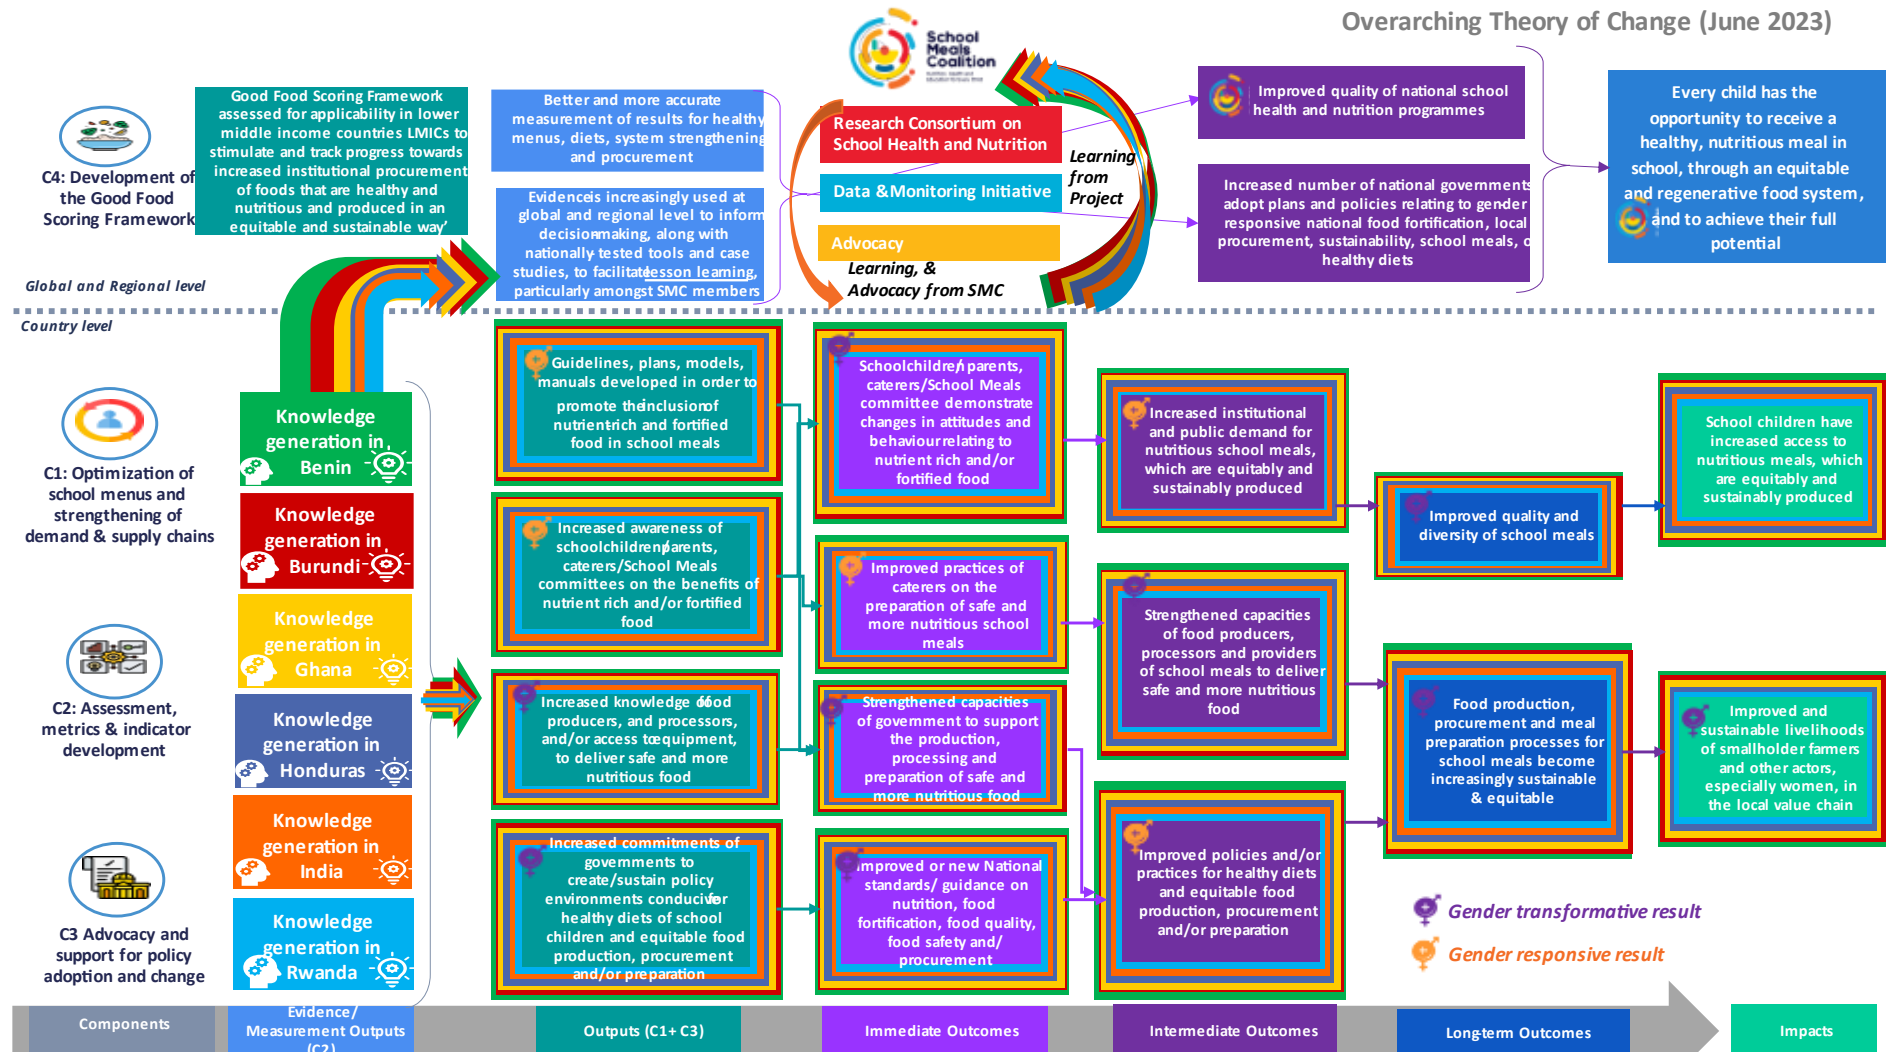 Overarching Theory of Change (June 2023)
School
Meals
Coalition
C4: Development of
the Good Food
Scoring Framework
Good Food Scoring Framework
assessed for applicability in lower
middle income countries LMICs to
stimulate and track progress towards
increased institutional procurement
of foods that are healthy and
nutritious and produced in an
equitable and sustainable way’
Better and more accurate
measurement of results for healthy
menus, diets, system strengthening
and procurement
Evidence is increasingly used at
global and regional level to inform
decision-making, along with
nationally-tested tools and case
studies, to facilitate lesson learning,
particularly amongst SMC members
Research Consortium on
School Health and Nutrition
Data & Monitoring Initiative
Advocacy
Learning
from
Project
Learning, &
Advocacy from SMC
Improved quality of national school
health and nutrition programmes
Increased number of national governments
adopt plans and policies relating to gender
responsive national food fortification, local
procurement, sustainability, school meals, o
healthy diets
Every child has the
opportunity to receive a
healthy, nutritious meal in
school, through an equitable
and regenerative food system,
and to achieve their full
potential
Global and Regional level
Country level
C1: Optimization of
school menus and
strengthening of
demand & supply chains
C2: Assessment,
metrics & indicator
development
C3 Advocacy and
support for policy
adoption and change
Knowledge
generation in
Benin
Knowledge
generation in
Burundi
Knowledge
generation in
Ghana
Knowledge
generation in
Honduras
Knowledge
generation in
India
Knowledge
generation in
Rwanda
Guidelines, plans, models,
manuals developed in order to
promote the inclusion of
nutrient-rich and fortified
food in school meals
Increased awareness of
schoolchildren/parents,
caterers/School Meals
committees on the benefits of
nutrient rich and/or fortified
food
Increased knowledge of food
producers, and processors,
and/or access to equipment,
to deliver safe and more
nutritious food
Increased commitments of
governments to
create/sustain policy
environments conducive for
healthy diets of school
children and equitable food
production, procurement
and/or preparation
Schoolchildren/parents,
caterers/School Meals
committee demonstrate
changes in attitudes and
behaviour relating to
nutrient rich and/or
fortified food
Improved practices of
caterers on the
preparation of safe and
more nutritious school
meals
Strengthened capacities
of government to support
the production,
processing and
preparation of safe and
more nutritious food
Improved or new National
standards/ guidance on
nutrition, food
fortification, food quality,
food safety and/
procurement
Increased institutional
and public demand for
nutritious school meals,
which are equitably and
sustainably produced
Strengthened capacities
of food producers,
processors and providers
of school meals to deliver
safe and more nutritious
food
Improved policies and/or
practices for healthy diets
and equitable food
production, procurement
and/or preparation
Improved quality and
diversity of school meals
Food production,
procurement and meal
preparation processes for
school meals become
increasingly sustainable
& equitable
School children have
increased access to
nutritious meals, which
are equitably and
sustainably produced
Improved and
sustainable livelihoods
of smallholder farmers
and other actors,
especially women, in
the local value chain
Gender transformative result
Gender responsive result
Components
Evidence/
Measurement Outputs
(C2)
Outputs (C1+ C3)
Immediate Outcomes
Intermediate Outcomes
Long-term Outcomes
Impacts